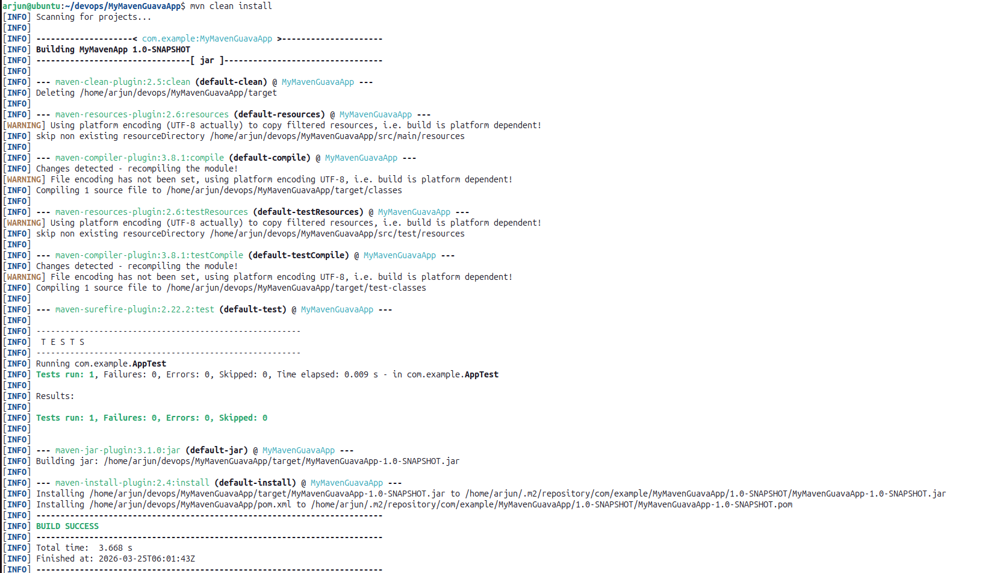 arjun@ubuntu:~/devops/MyMavenGuavaApp$ mvn clean install
[INFO] Scanning for projects...
[INFO]
[INFO] --------------------< com.example:MyMavenGuavaApp >---------------------
[INFO] Building MyMavenApp 1.0-SNAPSHOT
[INFO] --------------------------------[ jar ]---------------------------------
[INFO]
[INFO] --- maven-clean-plugin:2.5:clean (default-clean) @ MyMavenGuavaApp ---
[INFO] Deleting /home/arjun/devops/MyMavenGuavaApp/target
[INFO]
[INFO] --- maven-resources-plugin:2.6:resources (default-resources) @ MyMavenGuavaApp ---
[WARNING] Using platform encoding (UTF-8 actually) to copy filtered resources, i.e. build is platform dependent!
[INFO] skip non existing resourceDirectory /home/arjun/devops/MyMavenGuavaApp/src/main/resources
[INFO]
[INFO] --- maven-compiler-plugin:3.8.1:compile (default-compile) @ MyMavenGuavaApp ---
[INFO] Changes detected - recompiling the module!
[WARNING] File encoding has not been set, using platform encoding UTF-8, i.e. build is platform dependent!
[INFO] Compiling 1 source file to /home/arjun/devops/MyMavenGuavaApp/target/classes
[INFO]
[INFO] --- maven-resources-plugin:2.6:testResources (default-testResources) @ MyMavenGuavaApp ---
[WARNING] Using platform encoding (UTF-8 actually) to copy filtered resources, i.e. build is platform dependent!
[INFO] skip non existing resourceDirectory /home/arjun/devops/MyMavenGuavaApp/src/test/resources
[INFO]
[INFO] --- maven-compiler-plugin:3.8.1:testCompile (default-testCompile) @ MyMavenGuavaApp ---
[INFO] Changes detected - recompiling the module!
[WARNING] File encoding has not been set, using platform encoding UTF-8, i.e. build is platform dependent!
[INFO] Compiling 1 source file to /home/arjun/devops/MyMavenGuavaApp/target/test-classes
[INFO]
[INFO] --- maven-surefire-plugin:2.22.2:test (default-test) @ MyMavenGuavaApp ---
[INFO]
[INFO] -------------------------------------------------------
[INFO]  T E S T S
[INFO] -------------------------------------------------------
[INFO] Running com.example.AppTest
[INFO] Tests run: 1, Failures: 0, Errors: 0, Skipped: 0, Time elapsed: 0.009 s - in com.example.AppTest
[INFO]
[INFO] Results:
[INFO]
[INFO] Tests run: 1, Failures: 0, Errors: 0, Skipped: 0
[INFO]
[INFO]
[INFO] --- maven-jar-plugin:3.1.0:jar (default-jar) @ MyMavenGuavaApp ---
[INFO] Building jar: /home/arjun/devops/MyMavenGuavaApp/target/MyMavenGuavaApp-1.0-SNAPSHOT.jar
[INFO]
[INFO] --- maven-install-plugin:2.4:install (default-install) @ MyMavenGuavaApp ---
[INFO] Installing /home/arjun/devops/MyMavenGuavaApp/target/MyMavenGuavaApp-1.0-SNAPSHOT.jar to /home/arjun/.m2/repository/com/example/MyMavenGuavaApp/1.0-SNAPSHOT/MyMavenGuavaApp-1.0-SNAPSHOT.jar
[INFO] Installing /home/arjun/devops/MyMavenGuavaApp/pom.xml to /home/arjun/.m2/repository/com/example/MyMavenGuavaApp/1.0-SNAPSHOT/MyMavenGuavaApp-1.0-SNAPSHOT.pom
[INFO] ------------------------------------------------------------------------
[INFO] BUILD SUCCESS
[INFO] ------------------------------------------------------------------------
[INFO] Total time:  3.668 s
[INFO] Finished at: 2026-03-25T06:01:43Z
[INFO] ------------------------------------------------------------------------